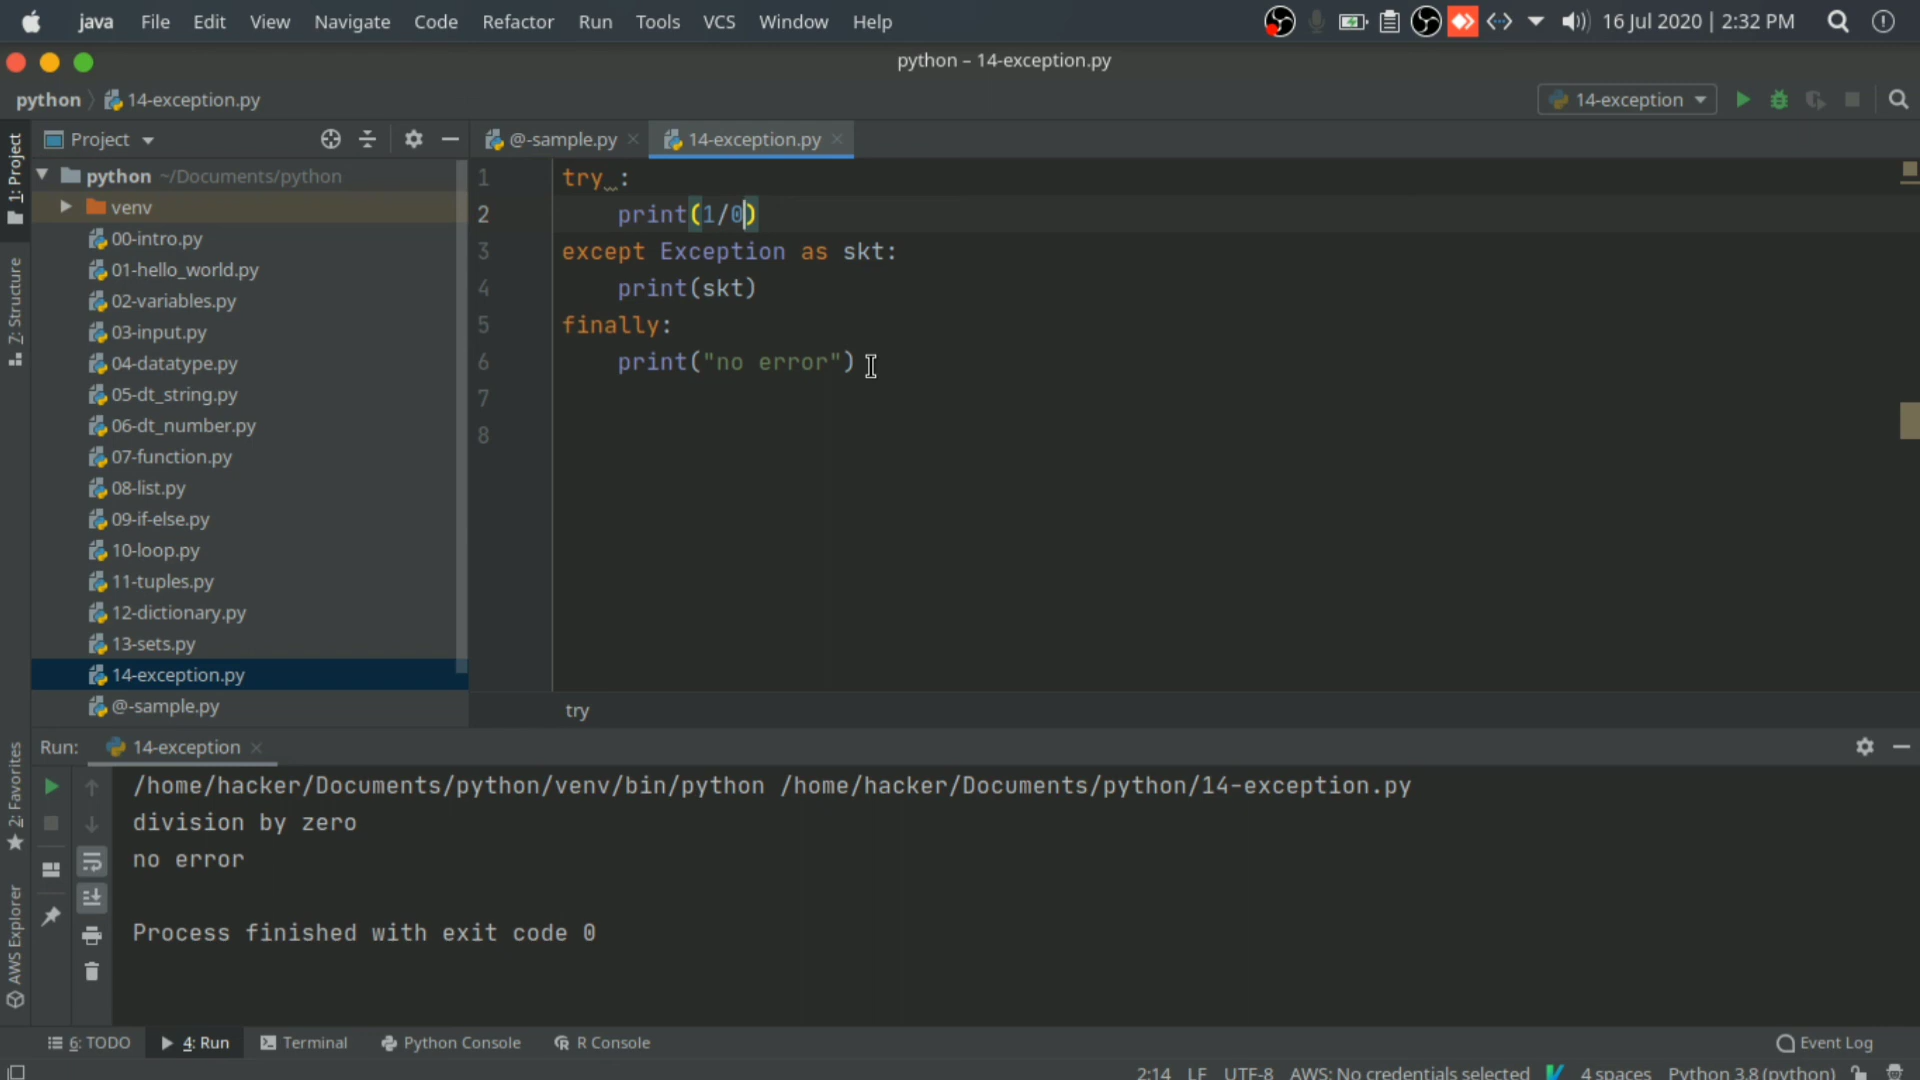 java File Edit View Navigate Code Refactor Run Tools VCS Window Help 16 Jul 2020 | 2:32 PM
python – 14-exception.py
python 14-exception.py 14-exception
Project @-sample.py 14-exception.py
1: Project
7: Structure
2: Favorites
AWS Explorer
python ~/Documents/python
venv
00-intro.py
01-hello_world.py
02-variables.py
03-input.py
04-datatype.py
05-dt_string.py
06-dt_number.py
07-function.py
08-list.py
09-if-else.py
10-loop.py
11-tuples.py
12-dictionary.py
13-sets.py
14-exception.py
@-sample.py
1 try :
2 print(1/0)
3 except Exception as skt:
4 print(skt)
5 finally:
6 print("no error")
7
8
try
Run: 14-exception
/home/hacker/Documents/python/venv/bin/python /home/hacker/Documents/python/14-exception.py
division by zero
no error
Process finished with exit code 0
6: TODO 4: Run Terminal Python Console R Console Event Log
2:14 LF UTF-8 AWS: No credentials selected 4 spaces Python 3.8 (python)